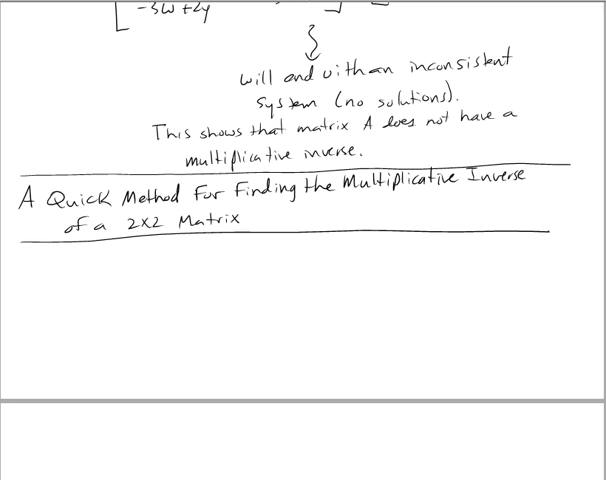 -3w+2y
will end with an inconsistent
system (no solutions).
This shows that matrix A does not have a
multiplicative inverse.
A Quick Method for Finding the Multiplicative Inverse
of a 2x2 Matrix